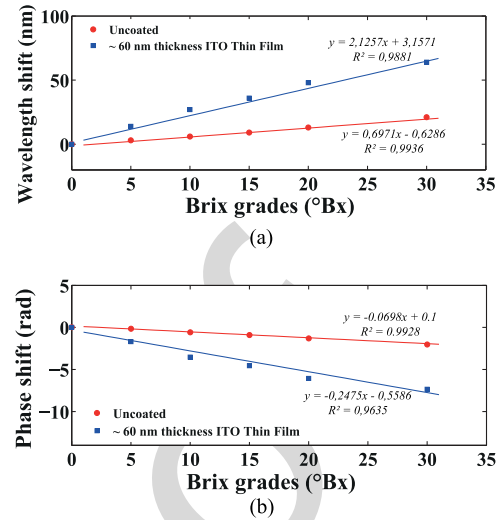 Wavelength shift (nm)
100
50
0
Uncoated
~ 60 nm thickness ITO Thin Film
y = 2,1257x + 3,1571
R² = 0,9881
y = 0,6971x - 0,6286
R² = 0,9936
0 5 10 15 20 25 30 35
Brix grades (°Bx)
(a)
Phase shift (rad)
5
0
−5
−10
y = -0.0698x + 0.1
R² = 0.9928
y = -0,2475x - 0,5586
R² = 0,9635
Uncoated
~ 60 nm thickness ITO Thin Film
0 5 10 15 20 25 30 35
Brix grades (°Bx)
(b)